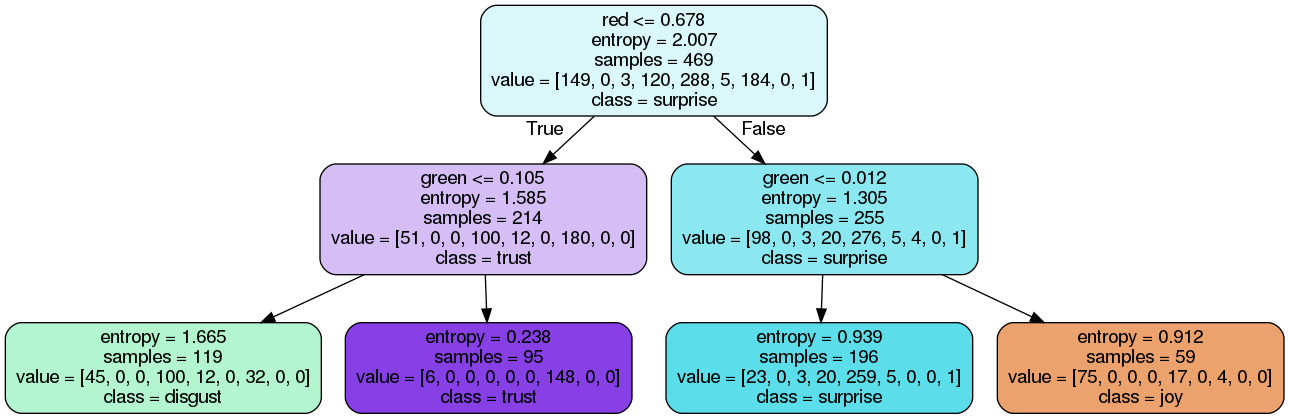 red <= 0.678
entropy = 2.007
samples = 469
value = [149, 0, 3, 120, 288, 5, 184, 0, 1]
class = surprise
True
False
green <= 0.105
entropy = 1.585
samples = 214
value = [51, 0, 0, 100, 12, 0, 180, 0, 0]
class = trust
green <= 0.012
entropy = 1.305
samples = 255
value = [98, 0, 3, 20, 276, 5, 4, 0, 1]
class = surprise
entropy = 1.665
samples = 119
value = [45, 0, 0, 100, 12, 0, 32, 0, 0]
class = disgust
entropy = 0.238
samples = 95
value = [6, 0, 0, 0, 0, 0, 148, 0, 0]
class = trust
entropy = 0.939
samples = 196
value = [23, 0, 3, 20, 259, 5, 0, 0, 1]
class = surprise
entropy = 0.912
samples = 59
value = [75, 0, 0, 0, 17, 0, 4, 0, 0]
class = joy